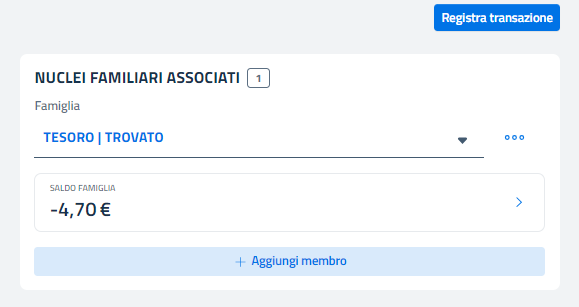 Registra transazione
NUCLEI FAMILIARI ASSOCIATI 1
Famiglia
TESORO | TROVATO
SALDO FAMIGLIA
-4,70 €
+ Aggiungi membro